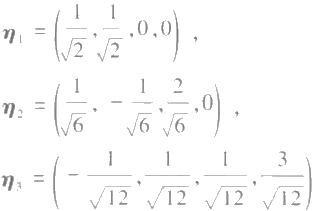 η₁ = (1/√2, 1/√2, 0, 0),
η₂ = (1/√6, −1/√6, 2/√6, 0),
η₃ = (−1/√12, 1/√12, 1/√12, 3/√12)